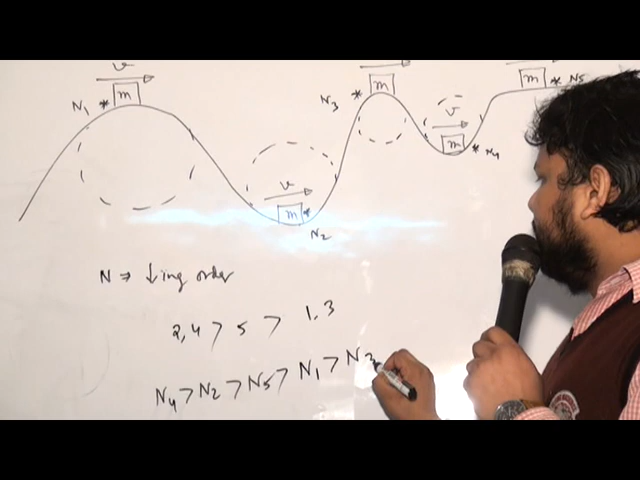 v
N1 * m
N3 * m
m * N5
v
m * N4
v
m *
N2
N ⇒ ↓ing order
2,4 > 5 > 1,3
N4 > N2 > N5 > N1 > N3